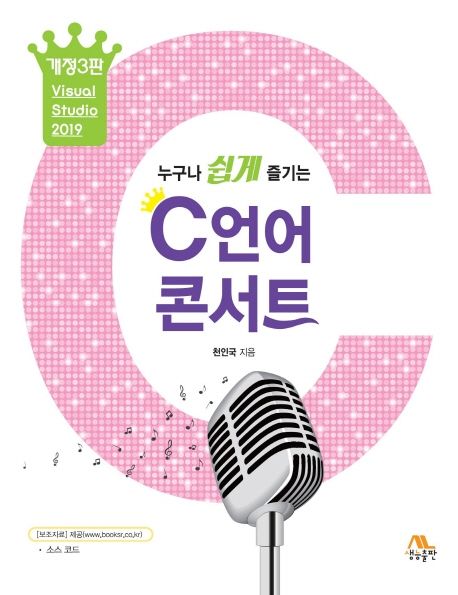 개정3판
Visual
Studio
2019
누구나 쉽게 즐기는
C언어
콘서트
천인국 지음
[보조자료] 제공(www.booksr.co.kr)
• 소스 코드
생능출판